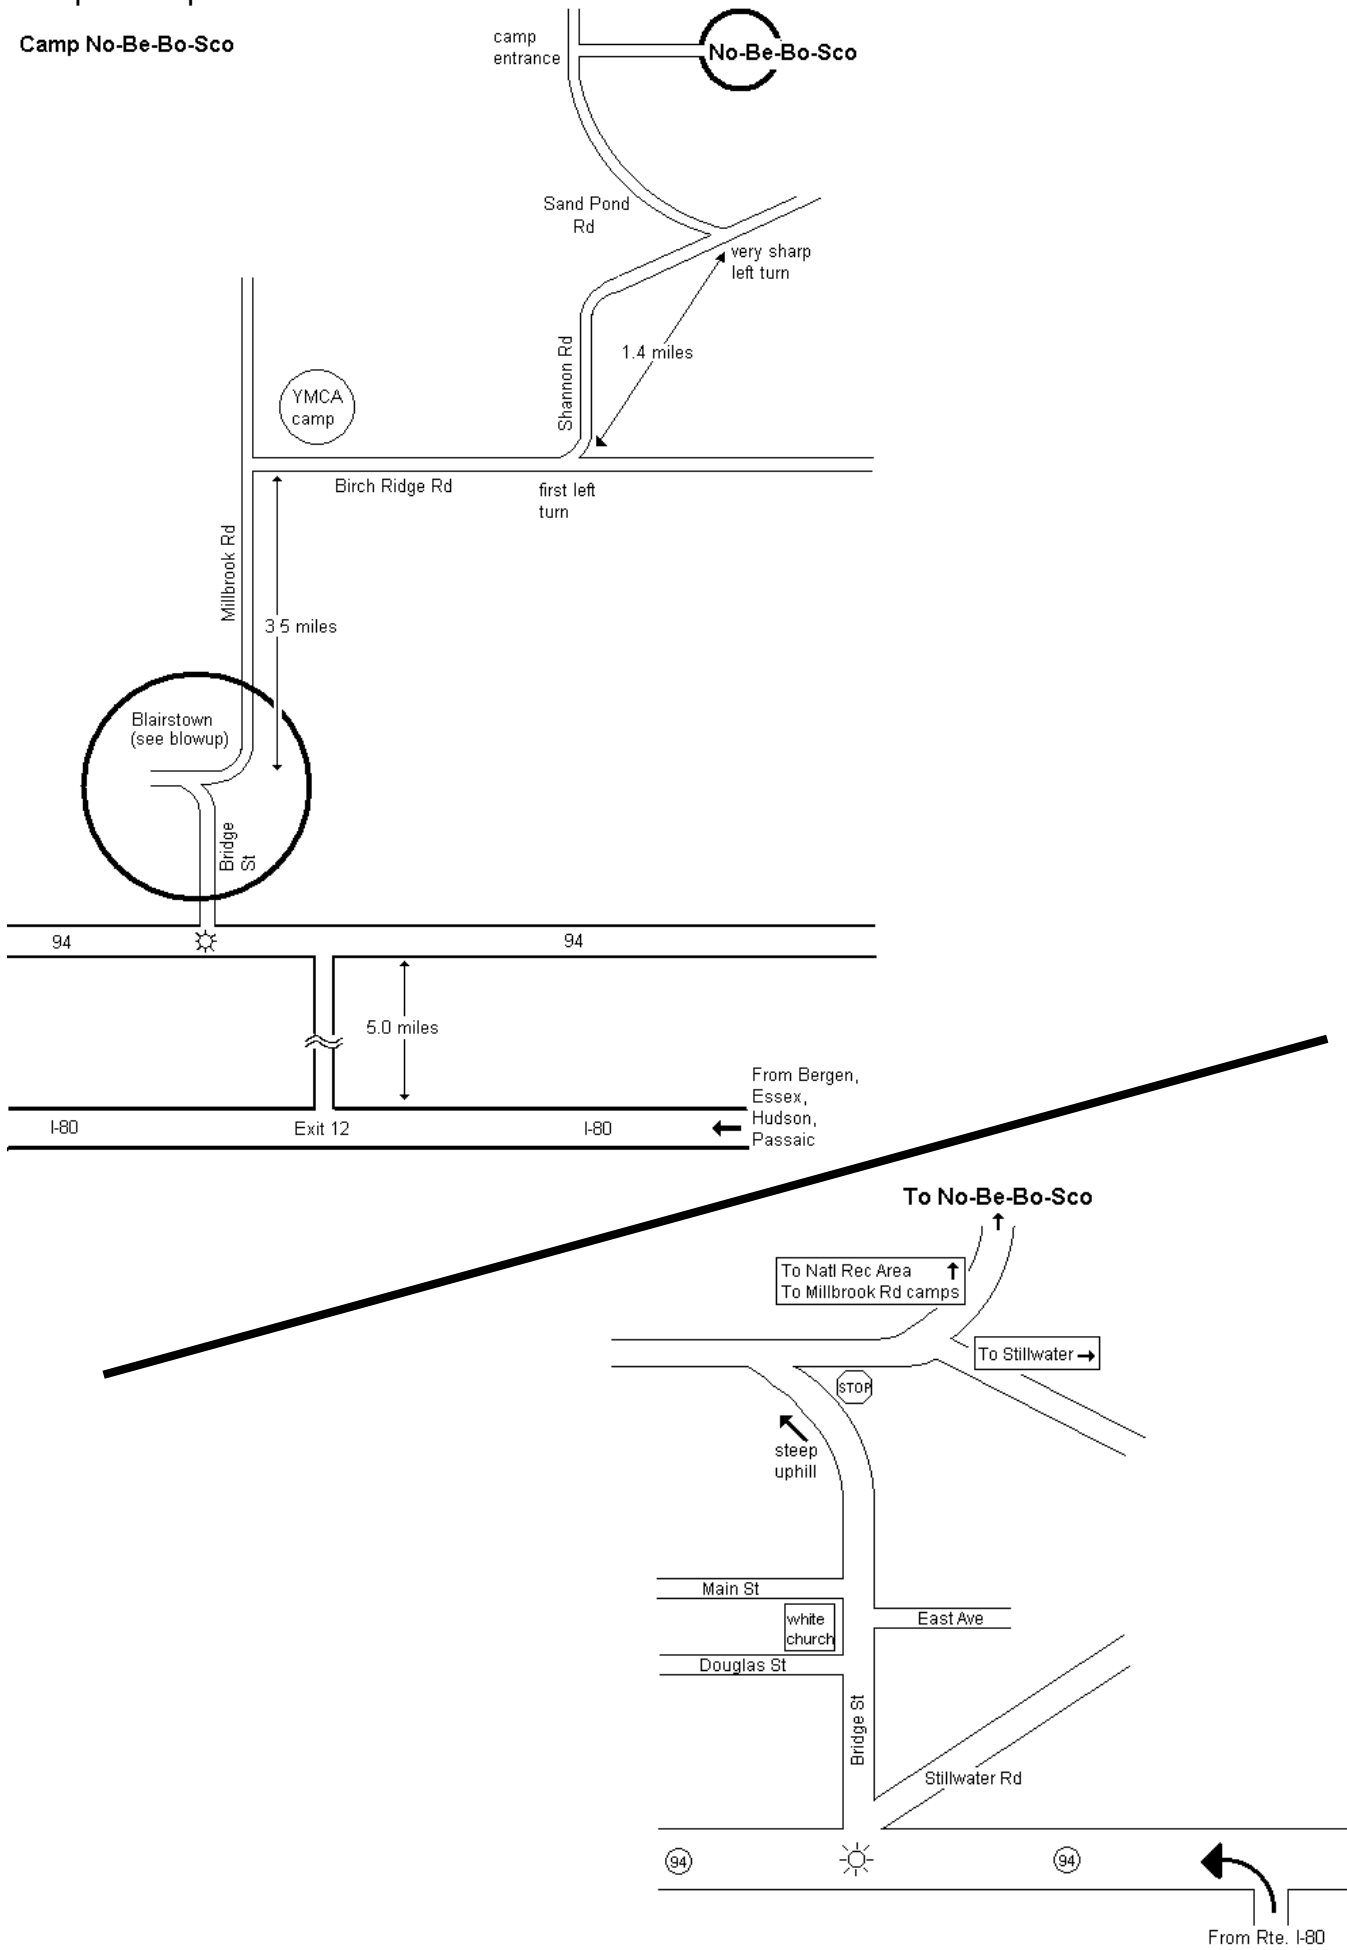 Camp No-Be-Bo-Sco
camp
entrance
No-Be-Bo-Sco
Sand Pond
Rd
very sharp
left turn
1.4 miles
Shannon Rd
YMCA
camp
Birch Ridge Rd
first left
turn
Millbrook Rd
3 5 miles
Blairstown
(see blowup)
Bridge
St
94
94
5.0 miles
From Bergen,
Essex,
Hudson,
Passaic
I-80
Exit 12
I-80
To No-Be-Bo-Sco
To Natl Rec Area
To Millbrook Rd camps
To Stillwater
STOP
steep
uphill
Main St
white
church
East Ave
Douglas St
Bridge St
Stillwater Rd
94
94
From Rte. I-80